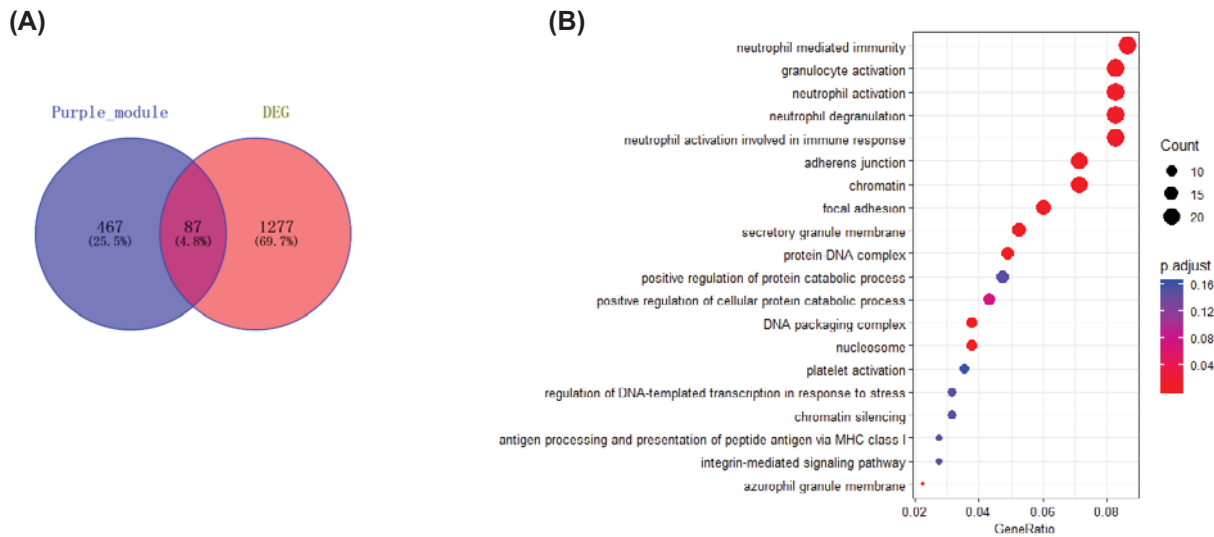 (A)
Purple_module
DEG
467
(25.5%)
87
(4.8%)
1277
(69.7%)
(B)
neutrophil mediated immunity
granulocyte activation
neutrophil activation
neutrophil degranulation
neutrophil activation involved in immune response
adherens junction
chromatin
focal adhesion
secretory granule membrane
protein-DNA complex
positive regulation of protein catabolic process
positive regulation of cellular protein catabolic process
DNA packaging complex
nucleosome
platelet activation
regulation of DNA-templated transcription in response to stress
chromatin silencing
antigen processing and presentation of peptide antigen via MHC class I
integrin-mediated signaling pathway
azurophil granule membrane
0.02
0.04
0.06
0.08
GeneRatio
Count
10
15
20
p.adjust
0.16
0.12
0.08
0.04